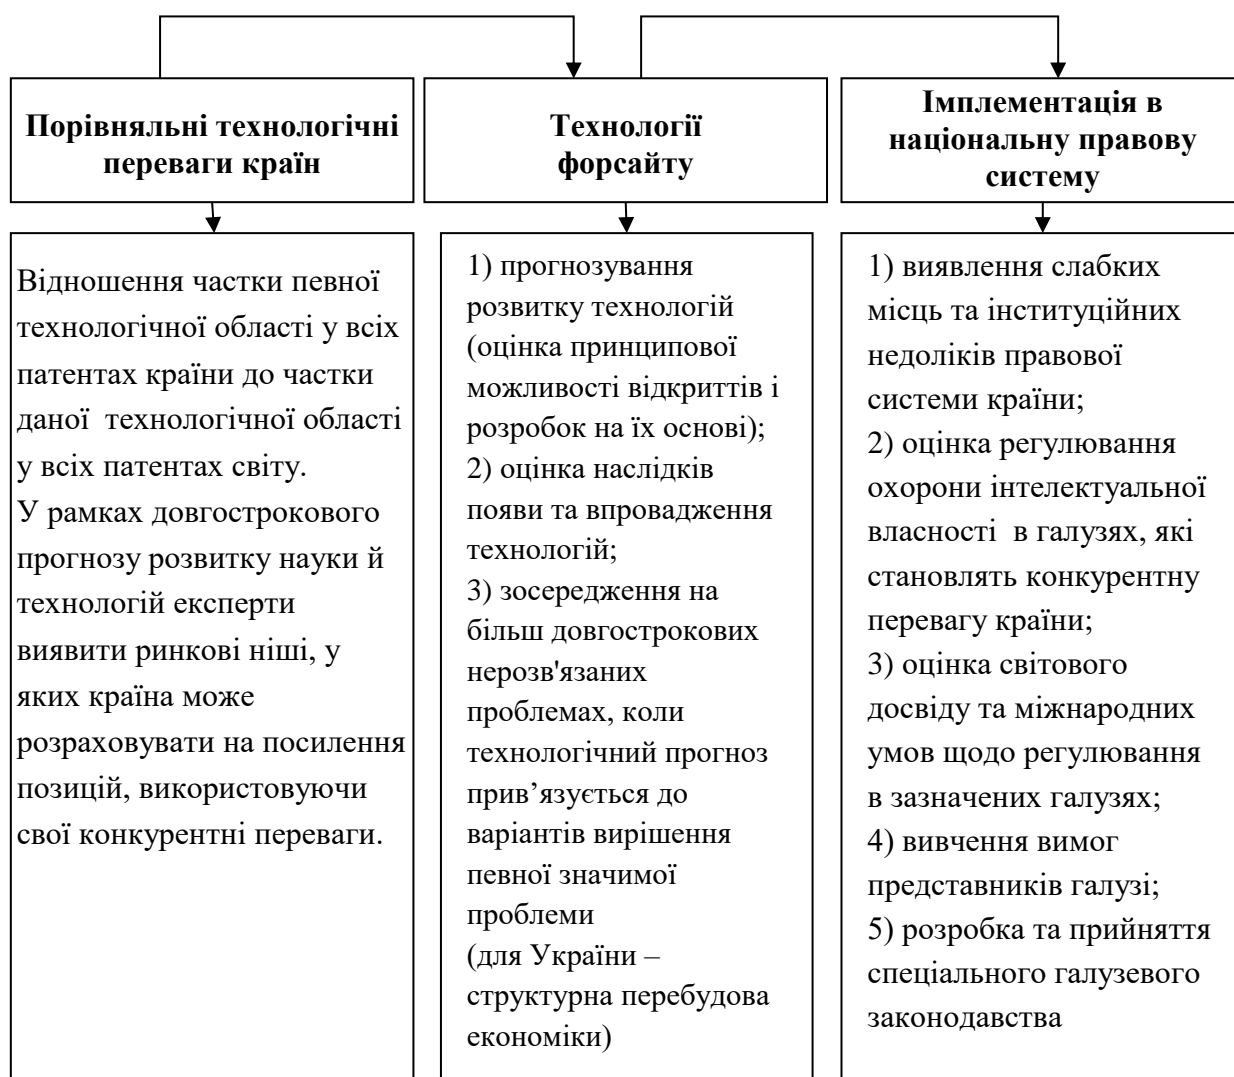 Порівняльні технологічні
переваги країн
Технології
форсайту
Імплементація в
національну правову
систему
Відношення частки певної
технологічної області у всіх
патентах країни до частки
даної технологічної області
у всіх патентах світу.
У рамках довгострокового
прогнозу розвитку науки й
технологій експерти
виявити ринкові ніші, у
яких країна може
розраховувати на посилення
позицій, використовуючи
свої конкурентні переваги.
1) прогнозування
розвитку технологій
(оцінка принципової
можливості відкриттів і
розробок на їх основі);
2) оцінка наслідків
появи та впровадження
технологій;
3) зосередження на
більш довгострокових
нерозв'язаних
проблемах, коли
технологічний прогноз
прив’язується до
варіантів вирішення
певної значимої
проблеми
(для України –
структурна перебудова
економіки)
1) виявлення слабких
місць та інституційних
недоліків правової
системи країни;
2) оцінка регулювання
охорони інтелектуальної
власності в галузях, які
становлять конкурентну
перевагу країни;
3) оцінка світового
досвіду та міжнародних
умов щодо регулювання
в зазначених галузях;
4) вивчення вимог
представників галузі;
5) розробка та прийняття
спеціального галузевого
законодавства